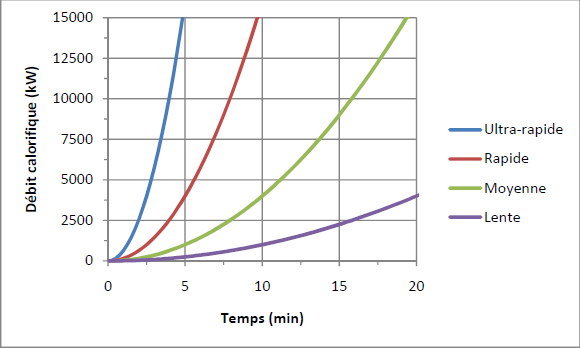 15000
12500
10000
7500
5000
2500
0
Débit calorifique (kW)
0 5 10 15 20
Temps (min)
Ultra-rapide
Rapide
Moyenne
Lente